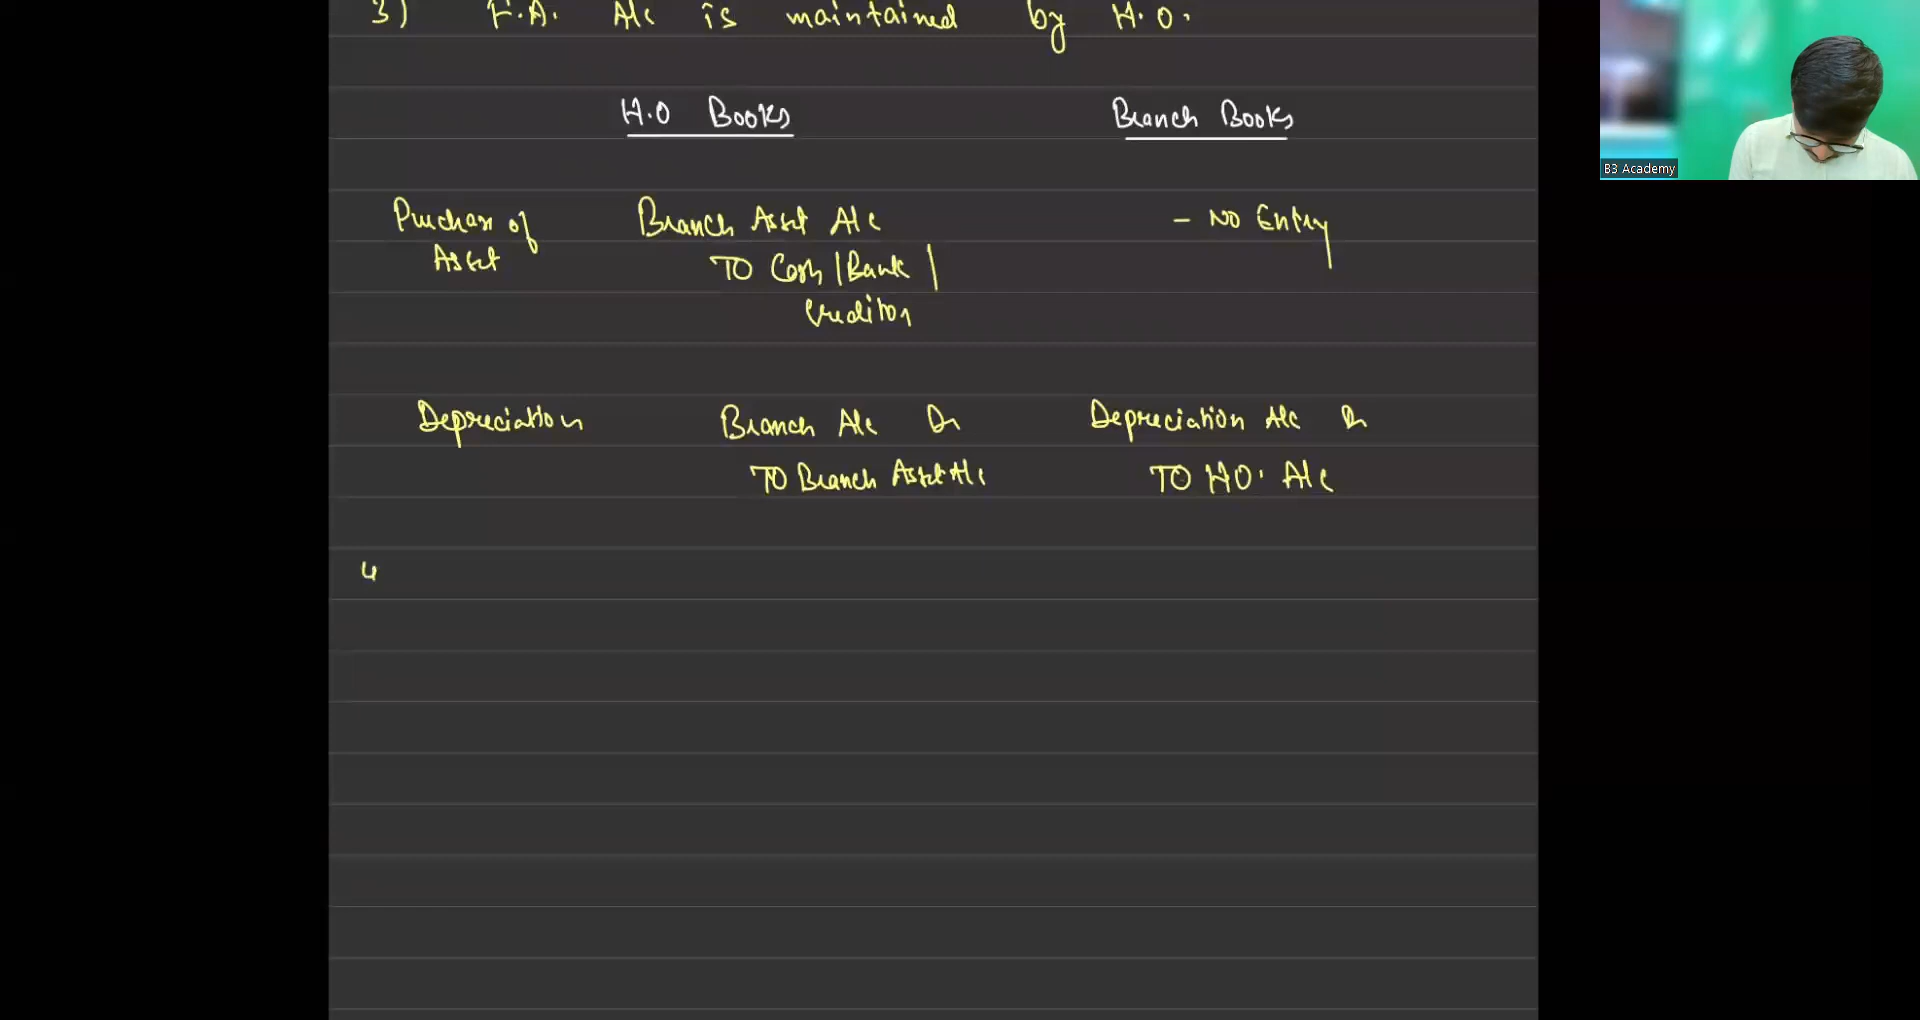 3) F.A. A/c is maintained by H.O.
H.O Books Branch Books
Purchase of Branch Asset A/c - No Entry
Asset To Cash/Bank/
Creditor
Depreciation Branch A/c Dr Depreciation A/c Dr
To Branch Asset A/c To HO. A/c
4
B3 Academy